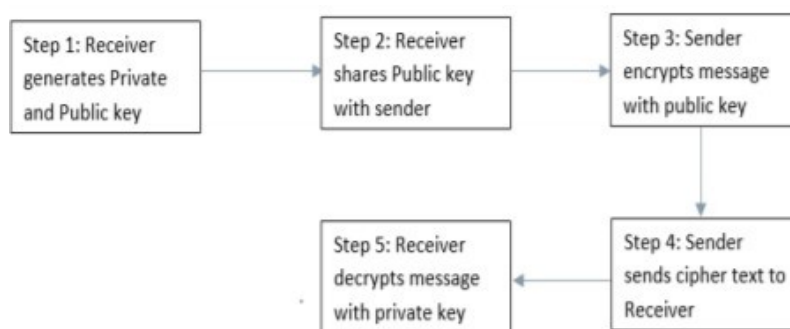 Step 1: Receiver
generates Private
and Public key
Step 2: Receiver
shares Public key
with sender
Step 3: Sender
encrypts message
with public key
Step 4: Sender
sends cipher text to
Receiver
Step 5: Receiver
decrypts message
with private key